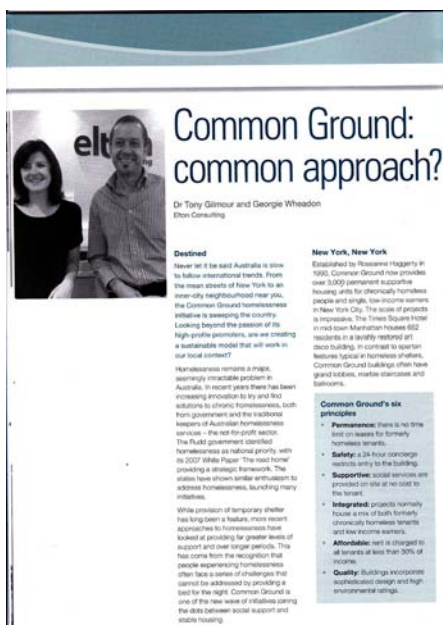 elt n
ng
Common Ground:
common approach?
Dr Tony Gilmour and Georgie Wheadon
Elton Consulting
Destined
Never let it be said Australia is slow
to follow international trends. From
the mean streets of New York to an
inner-city neighbourhood near you,
the Common Ground homelessness
initiative is sweeping the country.
Looking beyond the passion of its
high-profile promoters, are we creating
a sustainable model that will work in
our local context?
Homelessness remains a major,
seemingly intractable problem in
Australia. In recent years there has been
increasing innovation to try and find
solutions to chronic homelessness, both
from government and the traditional
keepers of Australian homelessness
services – the not-for-profit sector.
The Rudd government identified
homelessness as national priority, with
its 2007 White Paper 'The road home'
providing a strategic framework. The
states have shown similar enthusiasm to
address homelessness, launching many
initiatives.
While provision of temporary shelter
has long been a feature, more recent
approaches to homelessness have
looked at providing far greater levels of
support and over longer periods. This
has come from the recognition that
people experiencing homelessness
often face a series of challenges that
cannot be addressed by providing a
bed for the night. Common Ground is
one of the new wave of initiatives joining
the dots between social support and
stable housing.
New York, New York
Established by Rosanne Haggerty in
1990, Common Ground now provides
over 3,000 permanent supportive
housing units for chronically homeless
people and single, low-income earners
in New York City. The scale of projects
is impressive. The Times Square Hotel
in mid-town Manhattan houses 652
residents in a lavishly restored art
deco building. In contrast to spartan
features typical in homeless shelters,
Common Ground buildings often have
grand lobbies, marble staircases and
ballrooms.
Common Ground's six
principles
• Permanence: there is no time
limit on leases for formerly
homeless tenants.
• Safety: a 24-hour concierge
restricts entry to the building.
• Supportive: social services are
provided on site at no cost to
the tenant.
• Integrated: projects normally
house a mix of both formerly
chronically homeless tenants
and low income earners.
• Affordable: rent is charged to
all tenants at less than 30% of
income.
• Quality: Buildings incorporate
sophisticated design and high
environmental ratings.